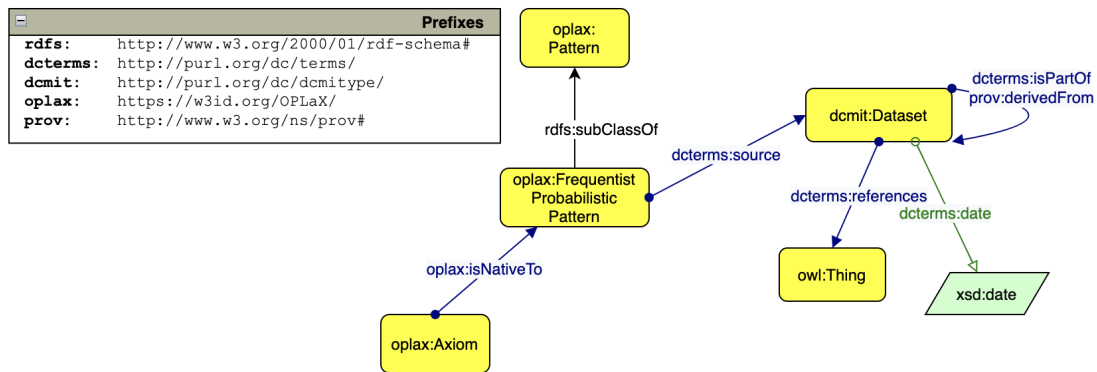 Prefixes
rdfs: http://www.w3.org/2000/01/rdf-schema#
dcterms: http://purl.org/dc/terms/
dcmit: http://purl.org/dc/dcmitype/
oplax: https://w3id.org/OPLaX/
prov: http://www.w3.org/ns/prov#
oplax:
Pattern
rdfs:subClassOf
dcterms:source
dcmit:Dataset
dcterms:isPartOf
prov:derivedFrom
oplax:Frequentist
Probabilistic
Pattern
dcterms:references
dcterms:date
oplax:isNativeTo
owl:Thing
xsd:date
oplax:Axiom